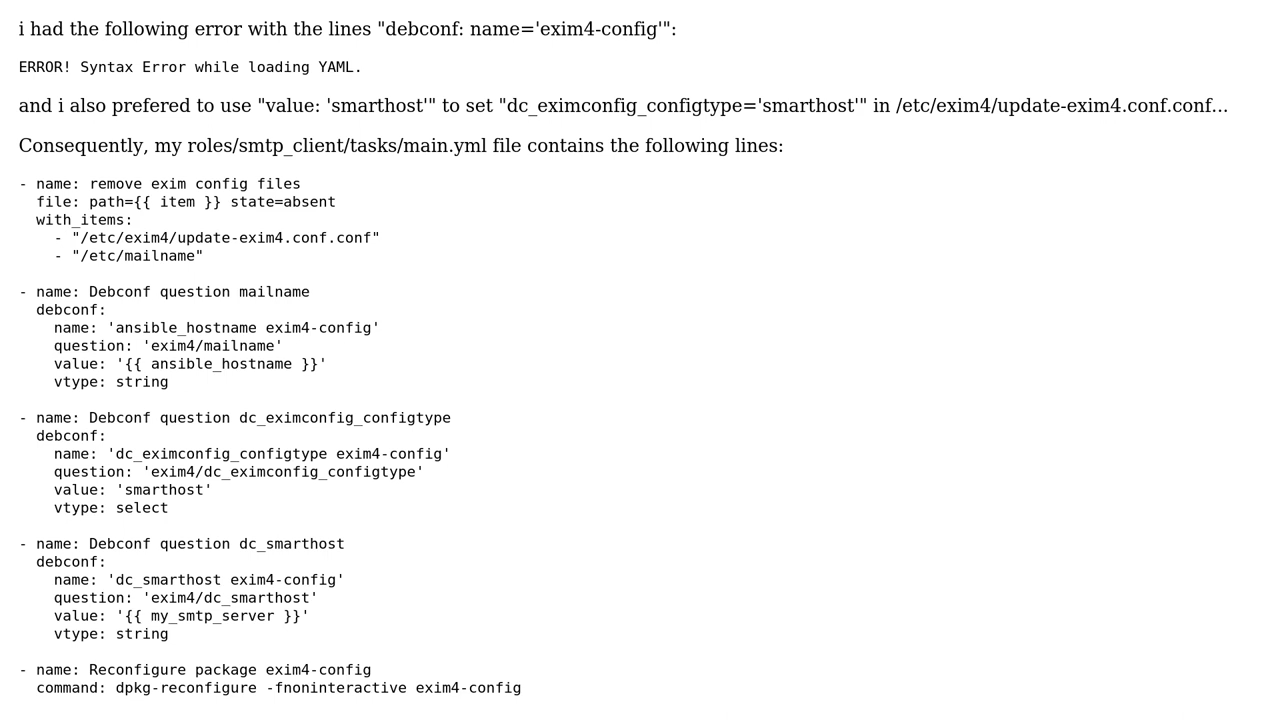 i had the following error with the lines "debconf: name='exim4-config'":
ERROR! Syntax Error while loading YAML.
and i also prefered to use "value: 'smarthost'" to set "dc_eximconfig_configtype='smarthost'" in /etc/exim4/update-exim4.conf.conf...
Consequently, my roles/smtp_client/tasks/main.yml file contains the following lines:
- name: remove exim config files
  file: path={{ item }} state=absent
  with_items:
    - "/etc/exim4/update-exim4.conf.conf"
    - "/etc/mailname"
- name: Debconf question mailname
  debconf:
    name: 'ansible_hostname exim4-config'
    question: 'exim4/mailname'
    value: '{{ ansible_hostname }}'
    vtype: string
- name: Debconf question dc_eximconfig_configtype
  debconf:
    name: 'dc_eximconfig_configtype exim4-config'
    question: 'exim4/dc_eximconfig_configtype'
    value: 'smarthost'
    vtype: select
- name: Debconf question dc_smarthost
  debconf:
    name: 'dc_smarthost exim4-config'
    question: 'exim4/dc_smarthost'
    value: '{{ my_smtp_server }}'
    vtype: string
- name: Reconfigure package exim4-config
  command: dpkg-reconfigure -fnoninteractive exim4-config